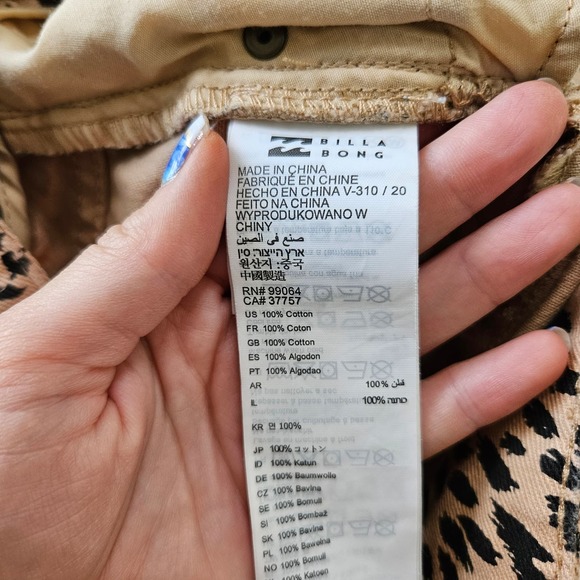 BILLA
BONG
MADE IN CHINA
FABRIQUÉ EN CHINE
HECHO EN CHINA V-310 / 20
FEITO NA CHINA
WYPRODUKOWANO W
CHINY
صنع في الصين
ארץ הייצור: סין
원산지: 중국
中國製造
RN# 99064
CA# 37757
US 100% Cotton
FR 100% Coton
GB 100% Cotton
ES 100% Algodon
PT 100% Algodao
AR 100% قطن
IL 100% כותנה
KR 면 100%
JP 100% コットン
ID 100% Katun
DE 100% Baumwolle
CZ 100% Bavlna
SE 100% Bomull
SI 100% Bombaž
SK 100% Bavlna
PL 100% Bawełna
NO 100% Bomull
100% Katoen